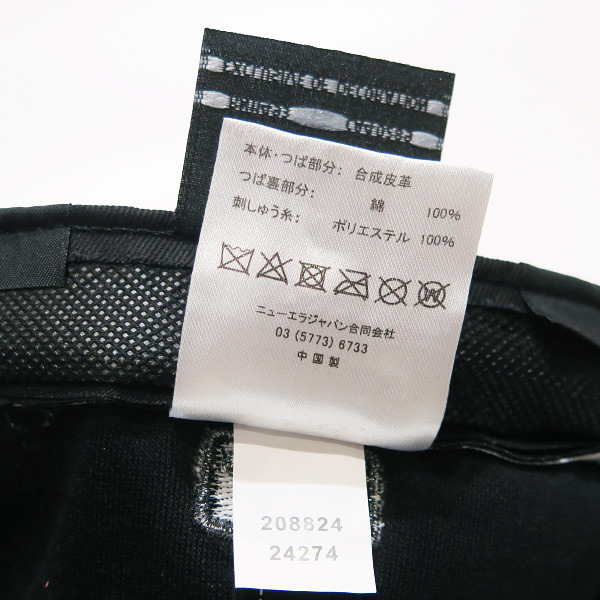 本体・つば部分: 合成皮革
つば裏部分: 綿 100%
刺しゅう糸: ポリエステル 100%
ニューエラジャパン合同会社
03 (5773) 6733
中国製
208824
24274